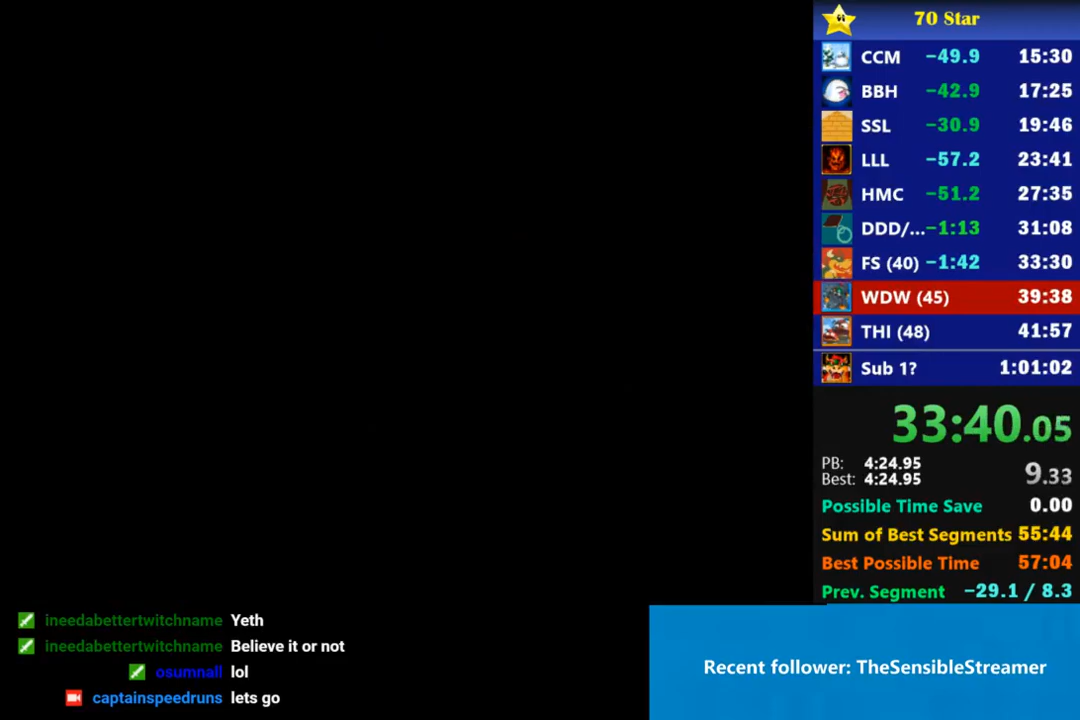 70 Star
CCM -49.9 15:30
BBH -42.9 17:25
SSL -30.9 19:46
LLL -57.2 23:41
HMC -51.2 27:35
DDD/...-1:13 31:08
FS (40) -1:42 33:30
WDW (45) 39:38
THI (48) 41:57
Sub 1? 1:01:02
33:40.05
PB: 4:24.95
Best: 4:24.95
9.33
Possible Time Save 0.00
Sum of Best Segments 55:44
Best Possible Time 57:04
Prev. Segment -29.1 / 8.3
ineedabettertwitchname Yeth
ineedabettertwitchname Believe it or not
osumnall lol
captainspeedruns lets go
Recent follower: TheSensibleStreamer